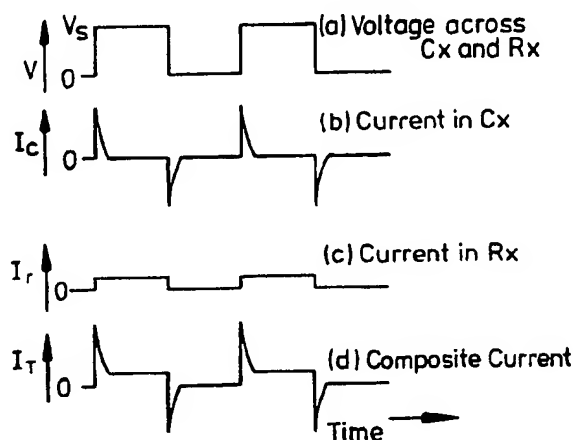 Vs
(a) Voltage across
Cx and Rx
V
0
(b) Current in Cx
Ic
0
(c) Current in Rx
Ir
0
IT
(d) Composite Current
0
Time